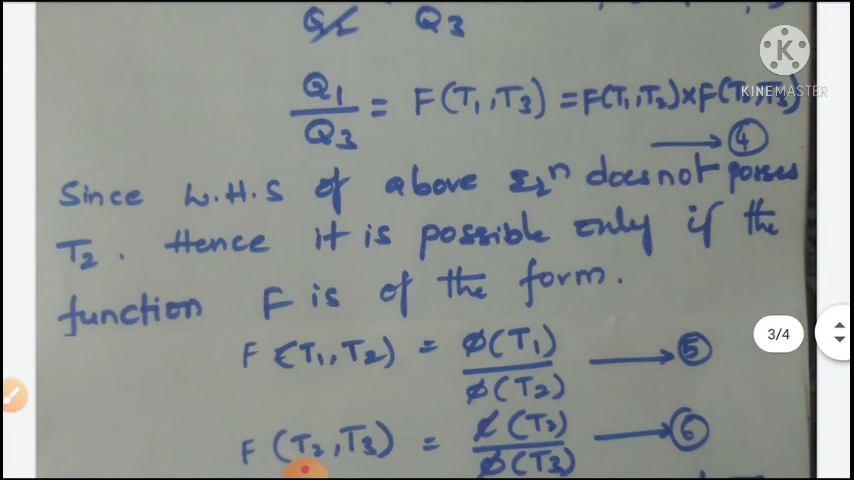 Q2 Q3
Q1/Q3 = F(T1,T3) = F(T1,T2)×F(T2,T3)
KINEMASTER
→ 4
Since L.H.S of above Eqn does not posses
T2. Hence it is possible only if the
function F is of the form.
F (T1,T2) = φ(T1)/φ(T2) → 5
3/4
F (T2,T3) = φ(T2)/φ(T3) → 6